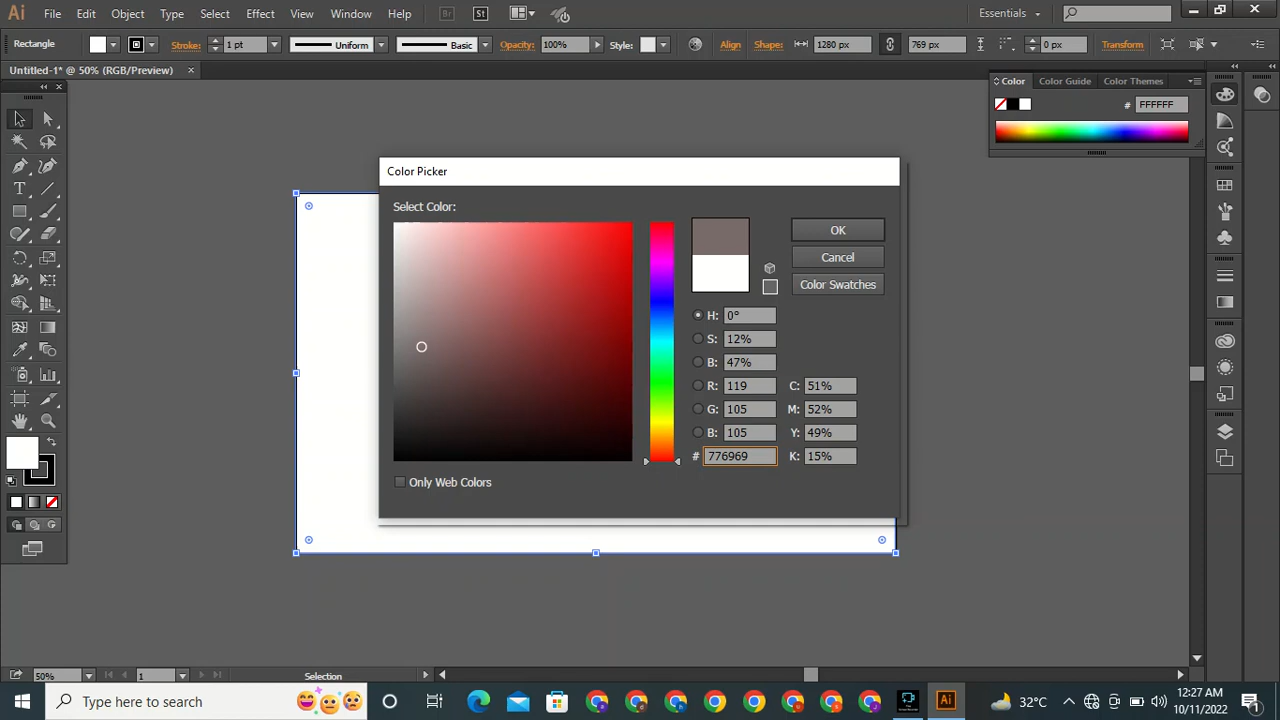 Ai File Edit Object Type Select Effect View Window Help Br St Essentials
Rectangle Stroke: 1 pt Uniform Basic Opacity: 100% Style: Align Shape: 1280 px 769 px 0 px Transform
Untitled-1* @ 50% (RGB/Preview)
Color Color Guide Color Themes
# FFFFFF
Color Picker
Select Color:
OK
Cancel
Color Swatches
H: 0°
S: 12%
B: 47%
R: 119 C: 51%
G: 105 M: 52%
B: 105 Y: 49%
# 776969 K: 15%
Only Web Colors
50% 1 Selection
Type here to search Ai 32°C 12:27 AM
10/11/2022 1